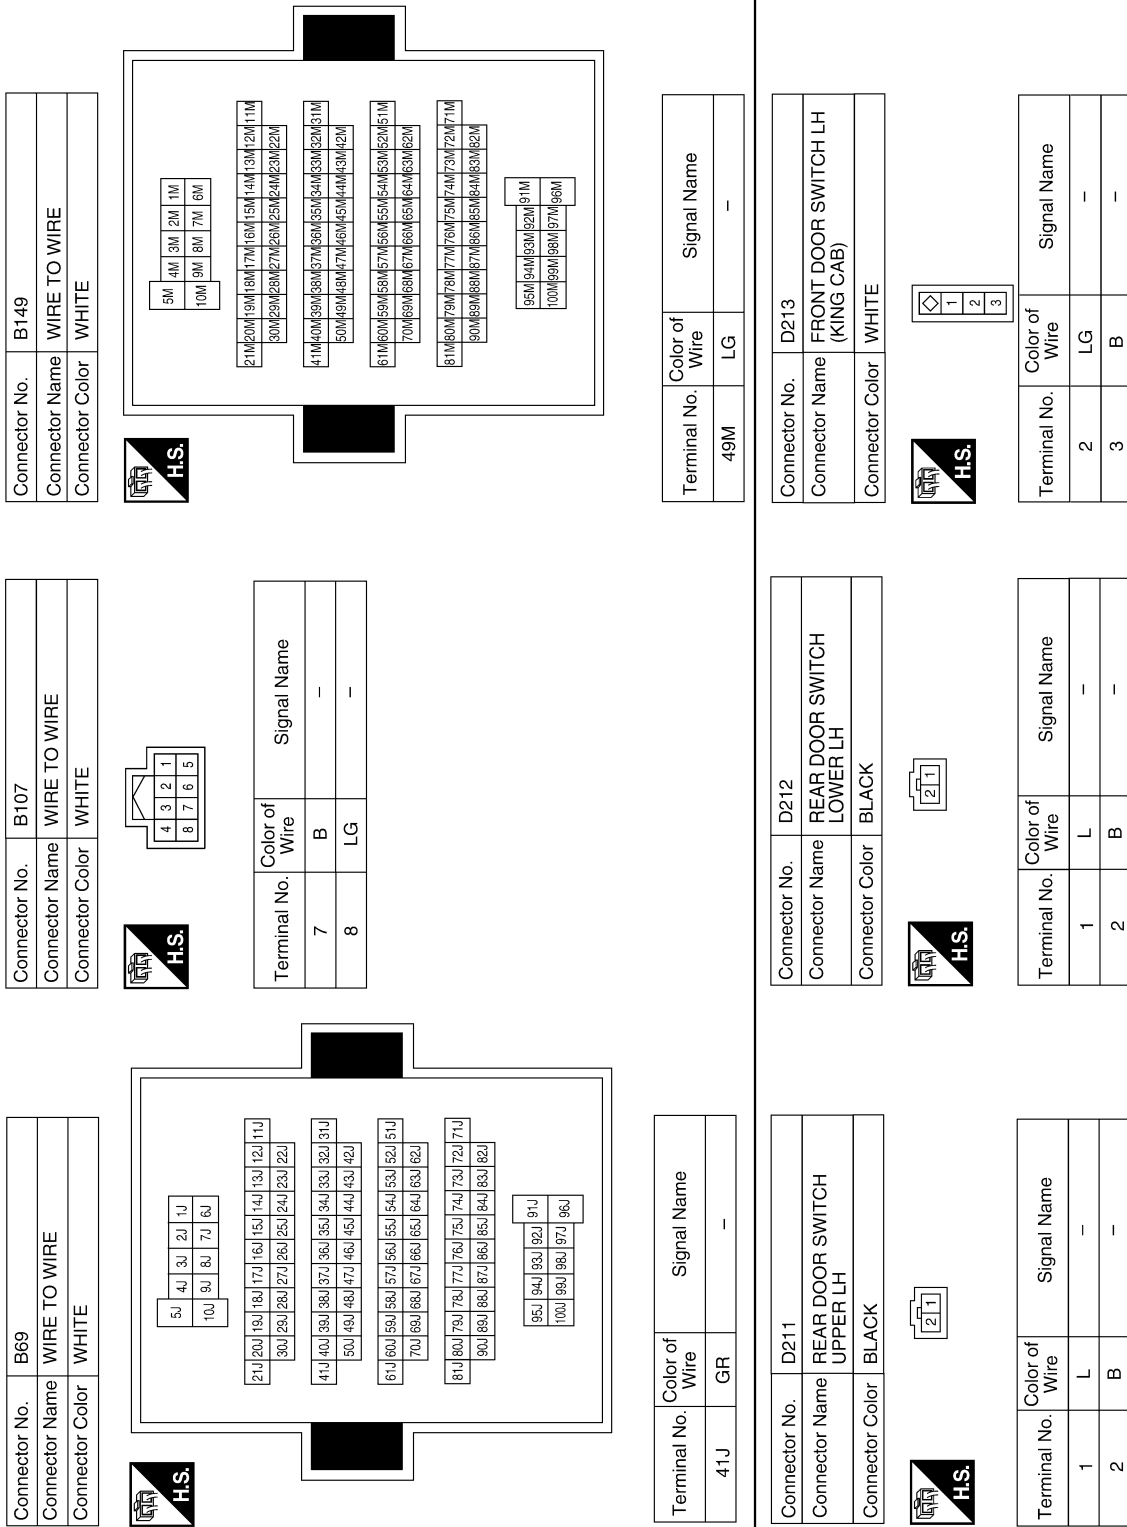 Connector No. B69
Connector Name WIRE TO WIRE
Connector Color WHITE
H.S.
5J 4J 3J 2J 1J
10J 9J 8J 7J 6J
21J 20J 19J 18J 17J 16J 15J 14J 13J 12J 11J
30J 29J 28J 27J 26J 25J 24J 23J 22J
41J 40J 39J 38J 37J 36J 35J 34J 33J 32J 31J
50J 49J 48J 47J 46J 45J 44J 43J 42J
61J 60J 59J 58J 57J 56J 55J 54J 53J 52J 51J
70J 69J 68J 67J 66J 65J 64J 63J 62J
81J 80J 79J 78J 77J 76J 75J 74J 73J 72J 71J
90J 89J 88J 87J 86J 85J 84J 83J 82J
95J 94J 93J 92J 91J
100J 99J 98J 97J 96J
Terminal No. Color of Wire Signal Name
41J GR –
Connector No. B107
Connector Name WIRE TO WIRE
Connector Color WHITE
H.S.
4 3 2 1
8 7 6 5
Terminal No. Color of Wire Signal Name
7 B –
8 LG –
Connector No. B149
Connector Name WIRE TO WIRE
Connector Color WHITE
H.S.
5M 4M 3M 2M 1M
10M 9M 8M 7M 6M
21M 20M 19M 18M 17M 16M 15M 14M 13M 12M 11M
30M 29M 28M 27M 26M 25M 24M 23M 22M
41M 40M 39M 38M 37M 36M 35M 34M 33M 32M 31M
50M 49M 48M 47M 46M 45M 44M 43M 42M
61M 60M 59M 58M 57M 56M 55M 54M 53M 52M 51M
70M 69M 68M 67M 66M 65M 64M 63M 62M
81M 80M 79M 78M 77M 76M 75M 74M 73M 72M 71M
90M 89M 88M 87M 86M 85M 84M 83M 82M
95M 94M 93M 92M 91M
100M 99M 98M 97M 96M
Terminal No. Color of Wire Signal Name
49M LG –
Connector No. D211
Connector Name REAR DOOR SWITCH
UPPER LH
Connector Color BLACK
H.S.
2 1
Terminal No. Color of Wire Signal Name
1 L –
2 B –
Connector No. D212
Connector Name REAR DOOR SWITCH
LOWER LH
Connector Color BLACK
H.S.
2 1
Terminal No. Color of Wire Signal Name
1 L –
2 B –
Connector No. D213
Connector Name FRONT DOOR SWITCH LH
(KING CAB)
Connector Color WHITE
H.S.
1
2
3
Terminal No. Color of Wire Signal Name
2 LG –
3 B –